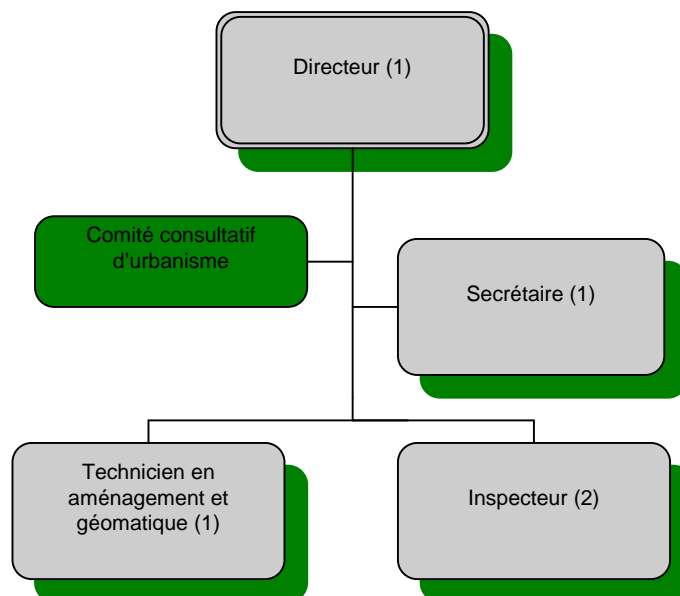 Directeur (1)
Comité consultatif
d'urbanisme
Secrétaire (1)
Technicien en
aménagement et
géomatique (1)
Inspecteur (2)